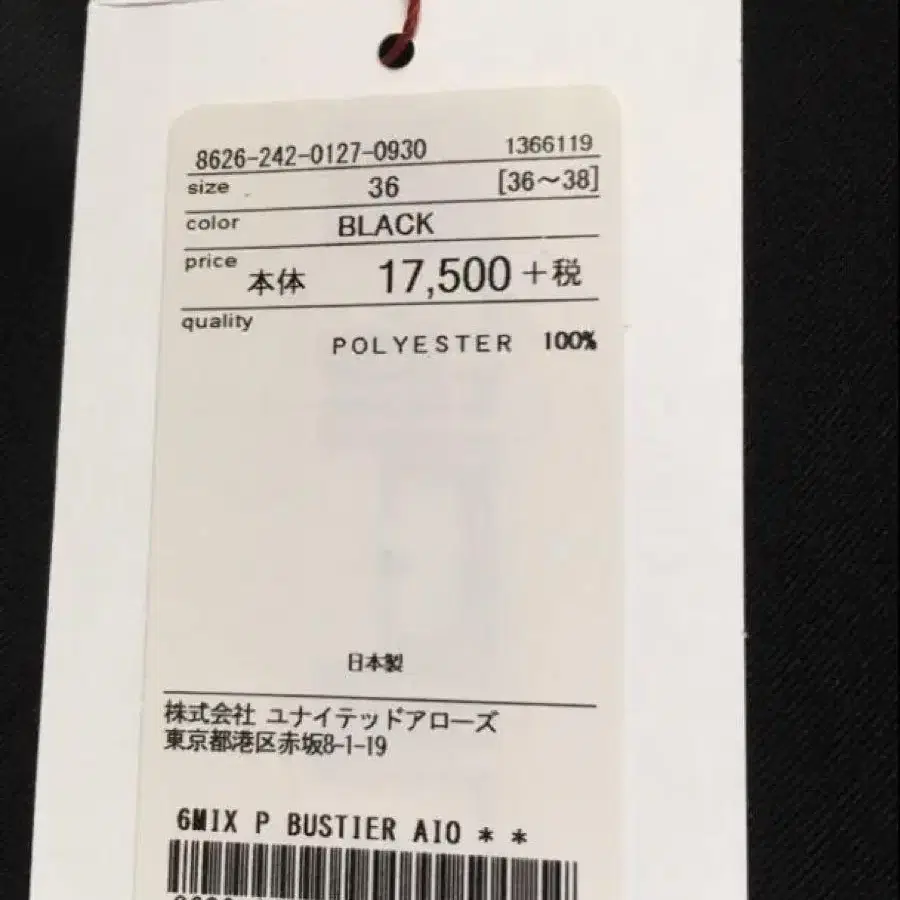 8626-242-0127-0930 1366119
size 36 [36〜38]
color BLACK
price 本体 17,500+税
quality
POLYESTER 100%
日本製
株式会社 ユナイテッドアローズ
東京都港区赤坂8-1-19
6MIX P BUSTIER AIO * *